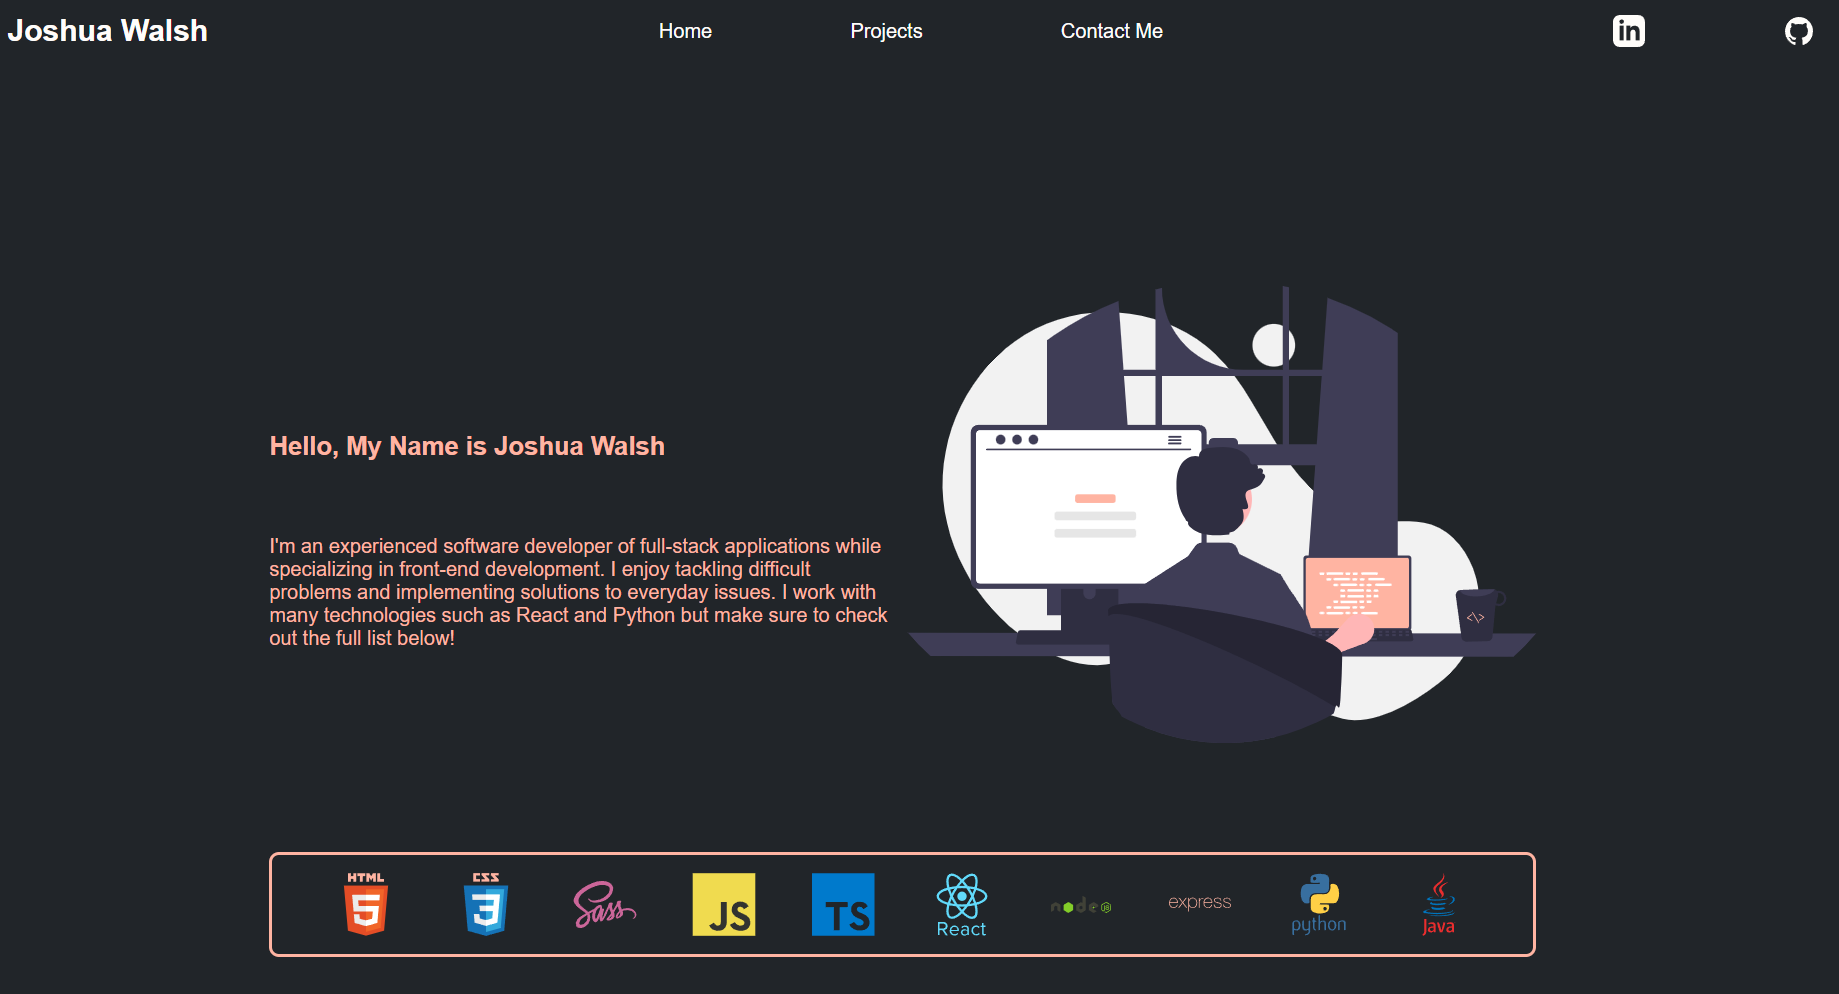 Joshua Walsh
Home
Projects
Contact Me
in
Hello, My Name is Joshua Walsh
I'm an experienced software developer of full-stack applications while
specializing in front-end development. I enjoy tackling difficult
problems and implementing solutions to everyday issues. I work with
many technologies such as React and Python but make sure to check
out the full list below!
</>
HTML
5
CSS
3
Sass
JS
TS
React
node JS
express
python
Java